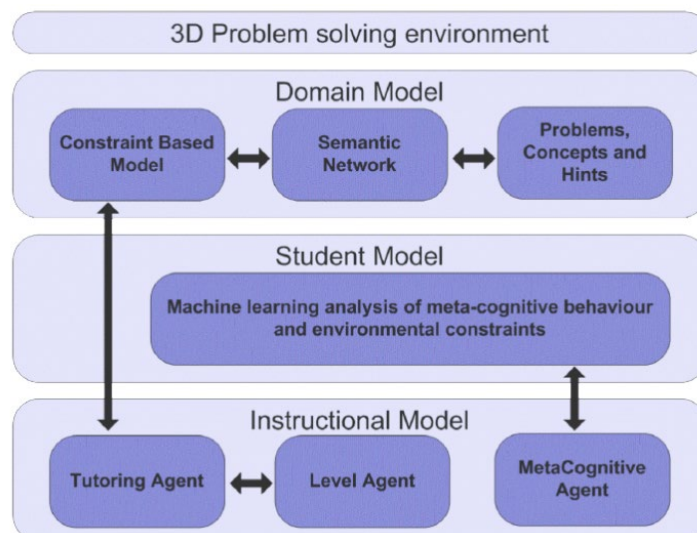 3D Problem solving environment
Domain Model
Constraint Based
Model
Semantic
Network
Problems,
Concepts and
Hints
Student Model
Machine learning analysis of meta-cognitive behaviour
and environmental constraints
Instructional Model
Tutoring Agent
Level Agent
MetaCognitive
Agent